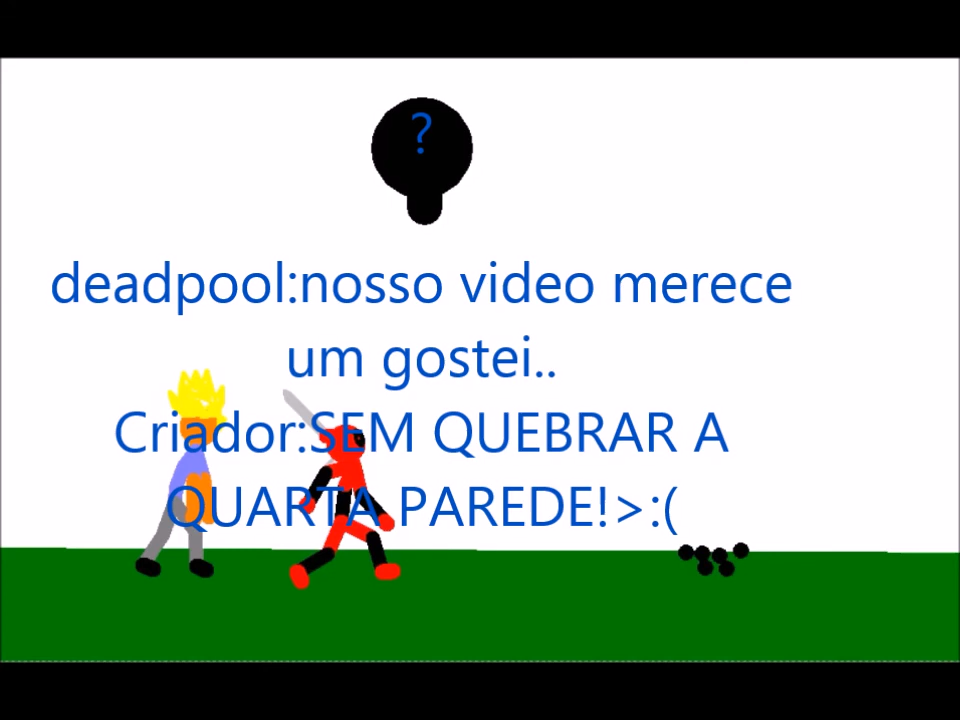 ?
deadpool:nosso video merece
um gostei..
Criador:SEM QUEBRAR A
QUARTA PAREDE!>:(